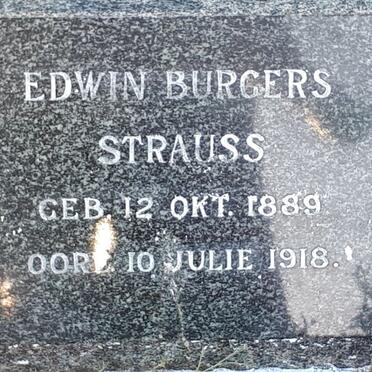 EDWIN BURGERS
STRAUSS
GEB. 12 OKT. 1889
OORL. 10 JULIE 1918.